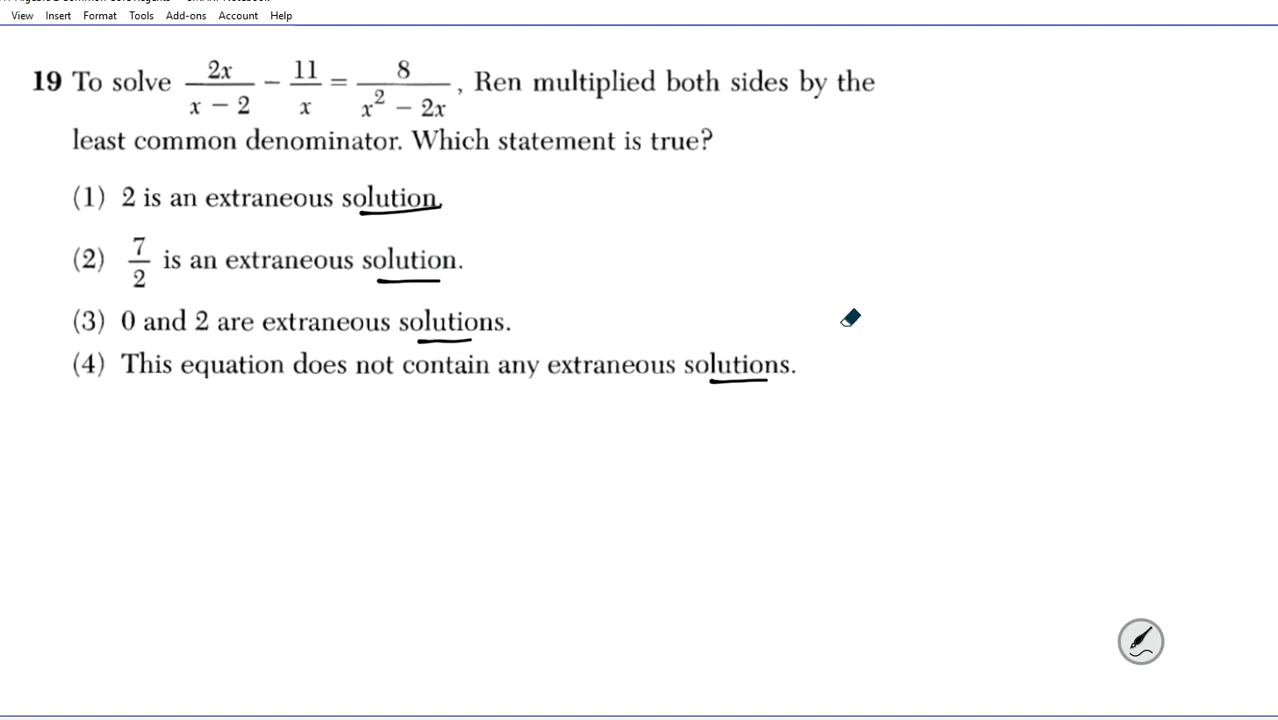 View Insert Format Tools Add-ons Account Help
19 To solve 2x/(x − 2) − 11/x = 8/(x² − 2x), Ren multiplied both sides by the
least common denominator. Which statement is true?
(1) 2 is an extraneous solution.
(2) 7/2 is an extraneous solution.
(3) 0 and 2 are extraneous solutions.
(4) This equation does not contain any extraneous solutions.